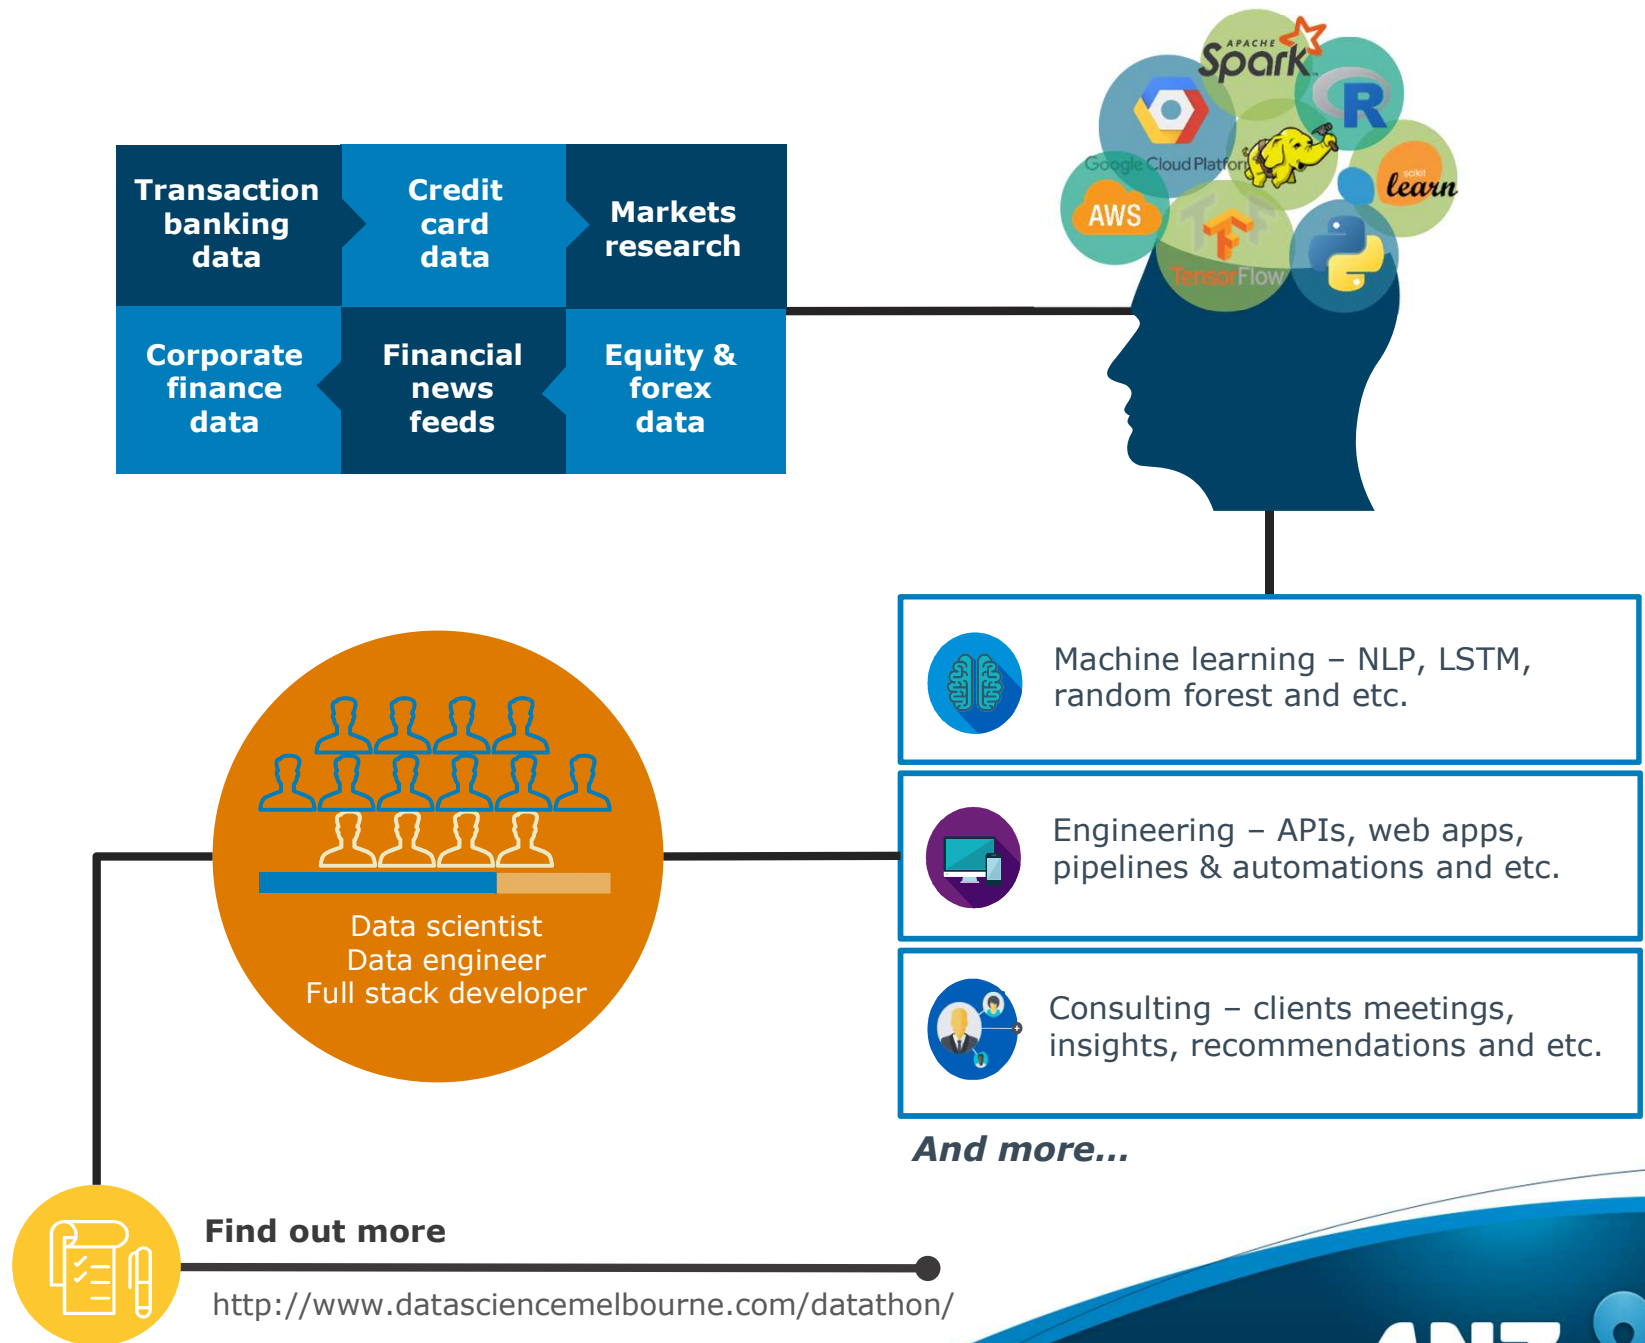 APACHE
Spark
R
Google Cloud Platform
scikit
learn
AWS
TensorFlow
Transaction
banking
data
Credit
card
data
Markets
research
Corporate
finance
data
Financial
news
feeds
Equity &
forex
data
Machine learning – NLP, LSTM,
random forest and etc.
Engineering – APIs, web apps,
pipelines & automations and etc.
Consulting – clients meetings,
insights, recommendations and etc.
And more...
Data scientist
Data engineer
Full stack developer
Find out more
http://www.datasciencemelbourne.com/datathon/
ANZ